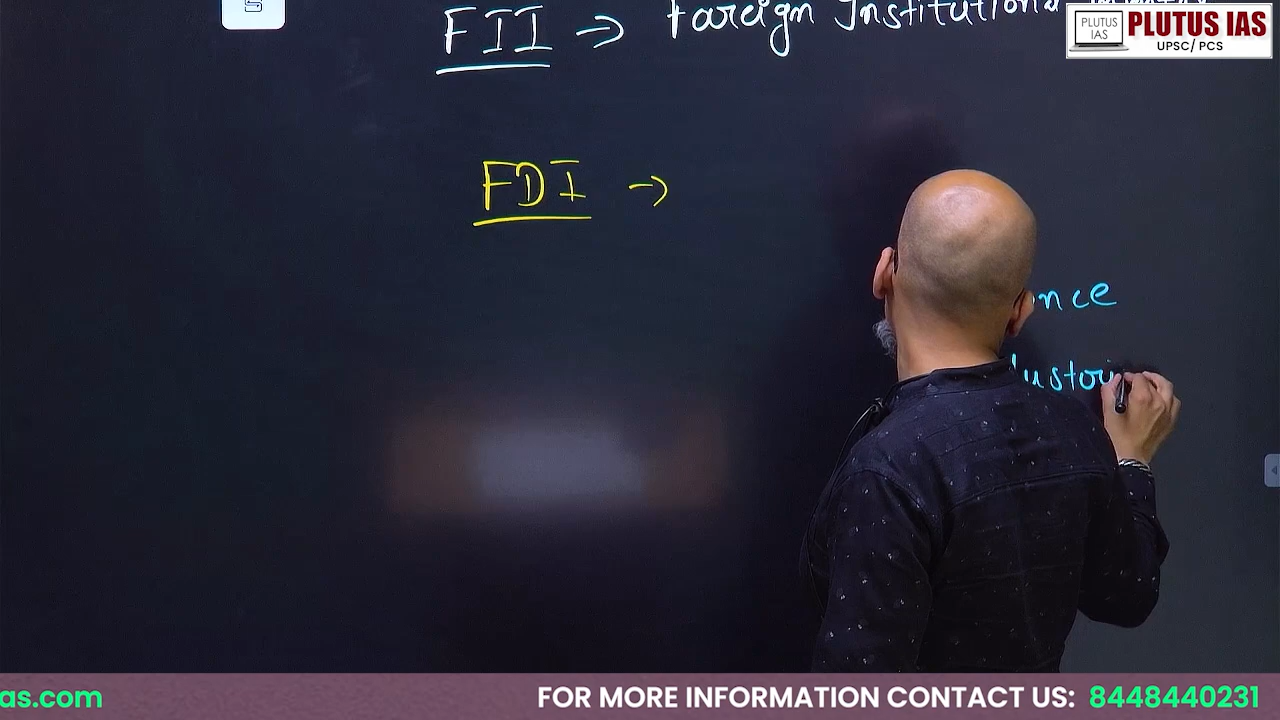 FII → Foreign Institutional
PLUTUS IAS
PLUTUS IAS
UPSC/ PCS
FDI →
nce
ustori
as.com FOR MORE INFORMATION CONTACT US: 8448440231